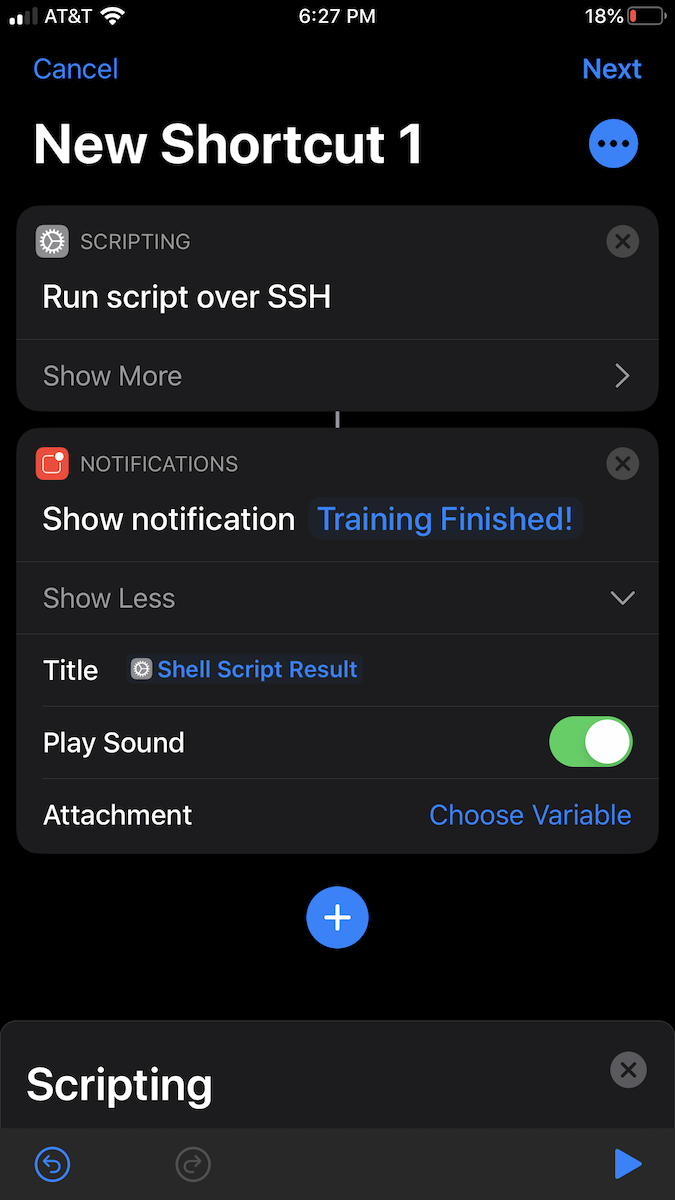 AT&T 6:27 PM 18%
Cancel Next
New Shortcut 1
SCRIPTING
Run script over SSH
Show More
NOTIFICATIONS
Show notification Training Finished!
Show Less
Title Shell Script Result
Play Sound
Attachment Choose Variable
Scripting